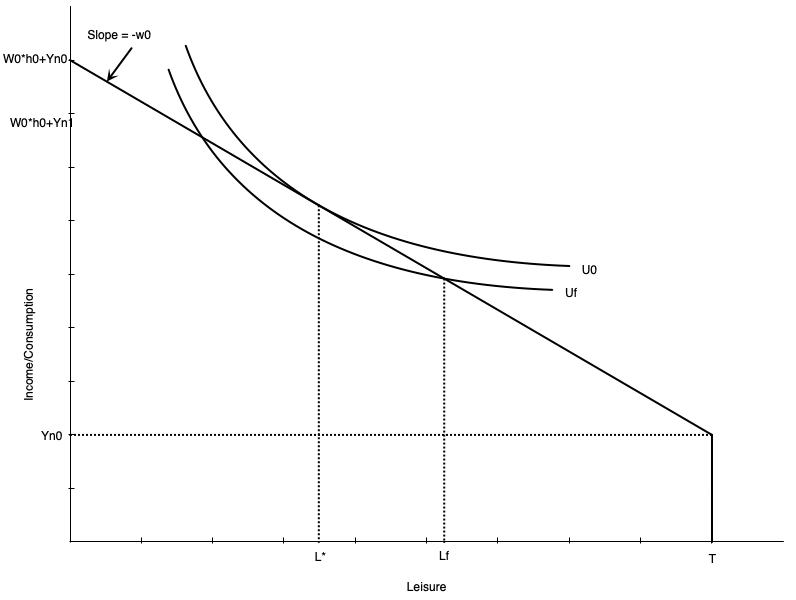 Slope = -w0
W0*h0+Yn0
W0*h0+Yn1
U0
Uf
Income/Consumption
Yn0
L*
Lf
T
Leisure